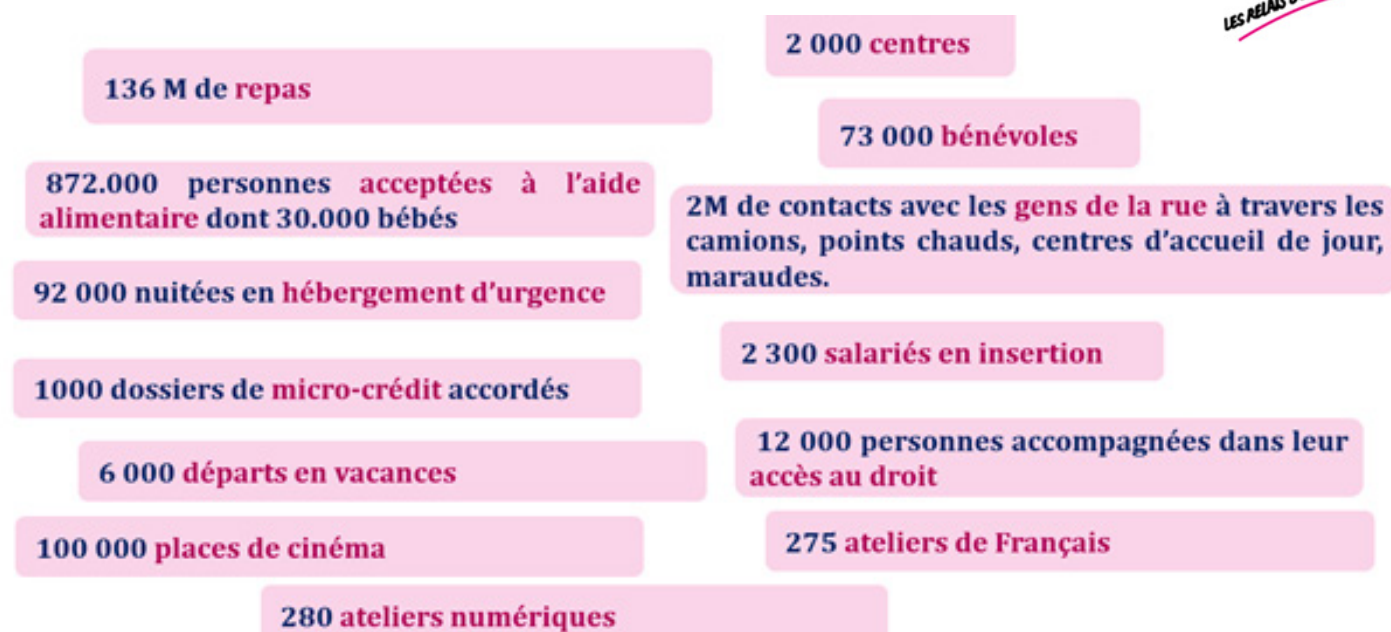 LES RELAIS
2 000 centres
136 M de repas
73 000 bénévoles
872.000 personnes acceptées à l'aide
alimentaire dont 30.000 bébés
2M de contacts avec les gens de la rue à travers les
camions, points chauds, centres d'accueil de jour,
maraudes.
92 000 nuitées en hébergement d'urgence
2 300 salariés en insertion
1000 dossiers de micro-crédit accordés
12 000 personnes accompagnées dans leur
accès au droit
6 000 départs en vacances
100 000 places de cinéma
275 ateliers de Français
280 ateliers numériques